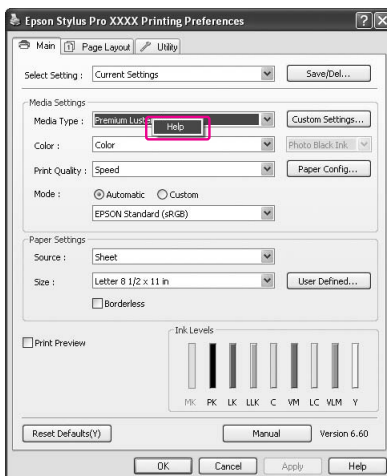 Epson Stylus Pro XXXX Printing Preferences
Main Page Layout Utility
Select Setting : Current Settings Save/Del...
Media Settings
Media Type : Premium Lust Help Custom Settings...
Color : Color Photo Black Ink
Print Quality : Speed Paper Config...
Mode : Automatic Custom
EPSON Standard (sRGB)
Paper Settings
Source : Sheet
Size : Letter 8 1/2 x 11 in User Defined...
Borderless
Print Preview
Ink Levels
MK PK LK LLK C VM LC VLM Y
Reset Defaults(Y) Manual Version 6.60
OK Cancel Apply Help